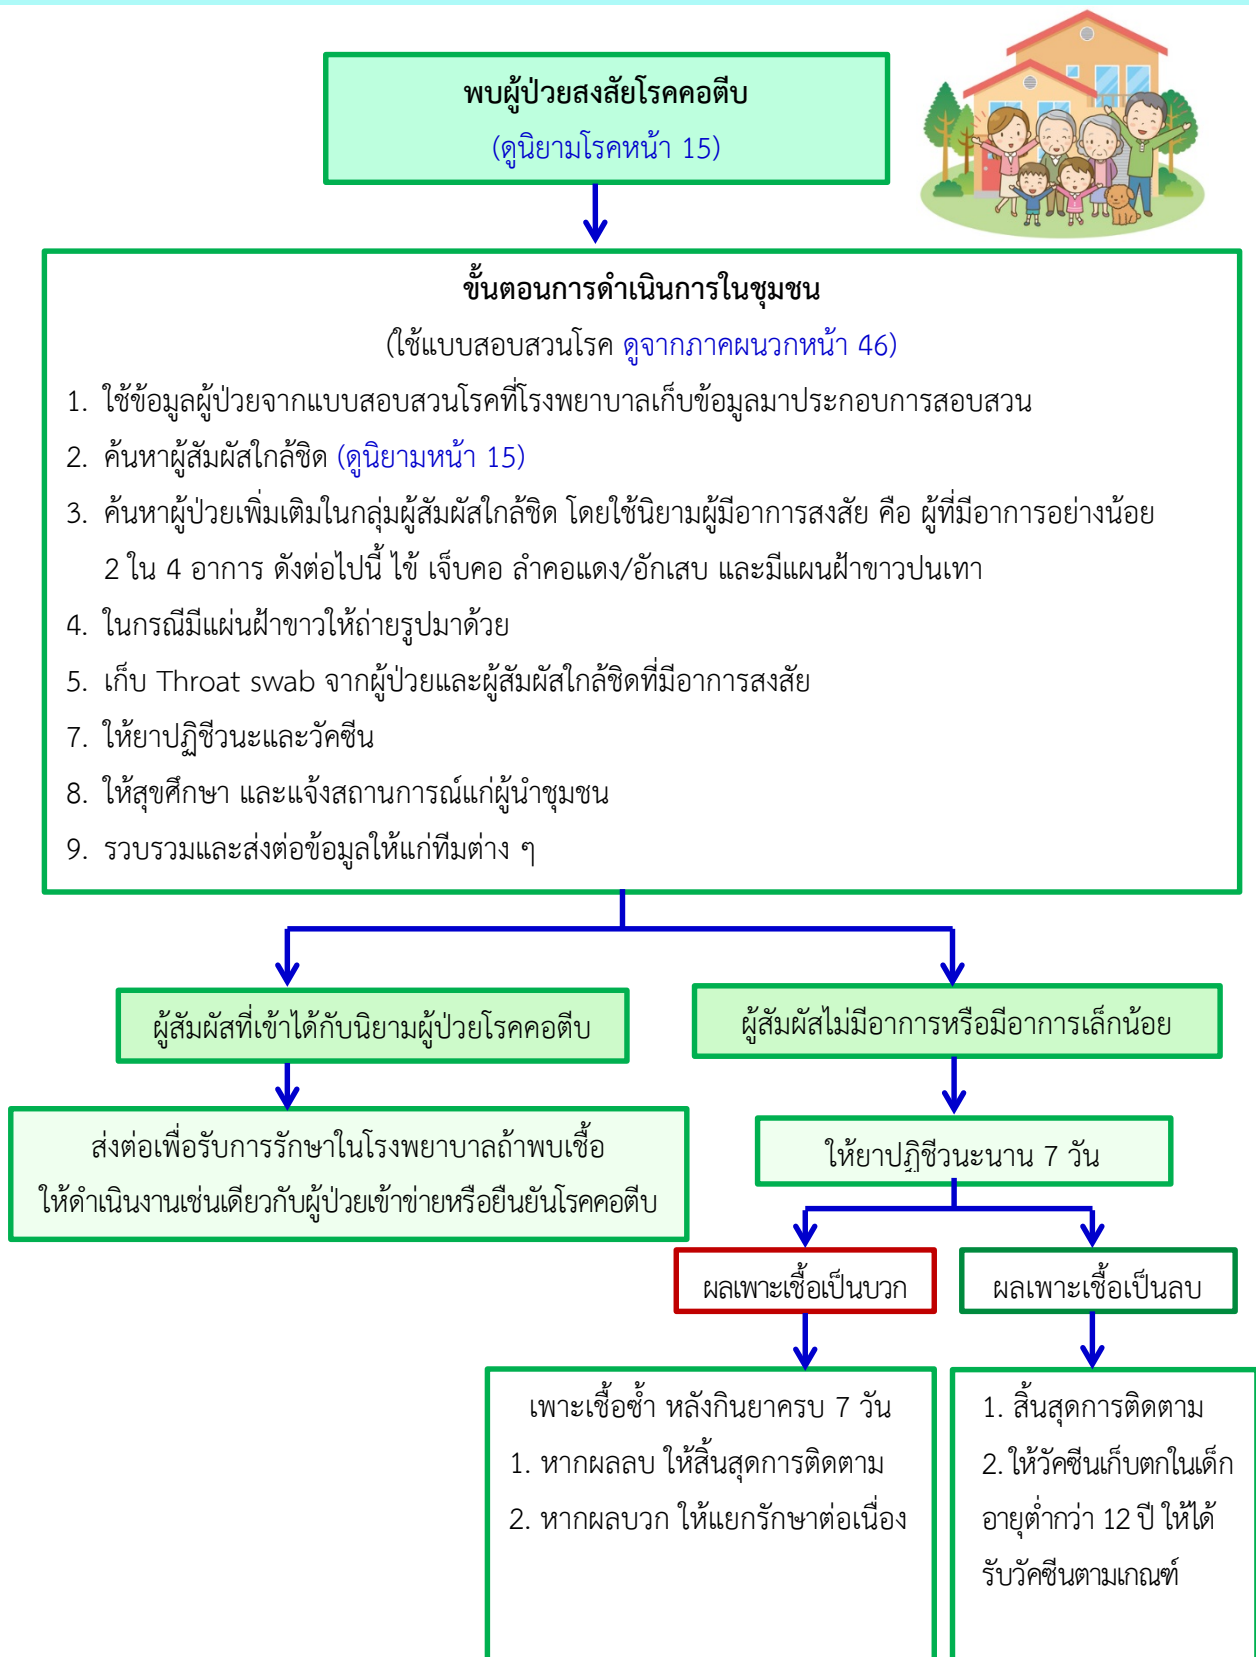 พบผู้ป่วยสงสัยโรคคอตีบ
(ดูนิยามโรคหน้า 15)
ขั้นตอนการดำเนินการในชุมชน
(ใช้แบบสอบสวนโรค ดูจากภาคผนวกหน้า 46)
1. ใช้ข้อมูลผู้ป่วยจากแบบสอบสวนโรคที่โรงพยาบาลเก็บข้อมูลมาประกอบการสอบสวน
2. ค้นหาผู้สัมผัสใกล้ชิด (ดูนิยามหน้า 15)
3. ค้นหาผู้ป่วยเพิ่มเติมในกลุ่มผู้สัมผัสใกล้ชิด โดยใช้นิยามผู้มีอาการสงสัย คือ ผู้ที่มีอาการอย่างน้อย
2 ใน 4 อาการ ดังต่อไปนี้ ไข้ เจ็บคอ ลำคอแดง/อักเสบ และมีแผนฝ้าขาวปนเทา
4. ในกรณีมีแผ่นฝ้าขาวให้ถ่ายรูปมาด้วย
5. เก็บ Throat swab จากผู้ป่วยและผู้สัมผัสใกล้ชิดที่มีอาการสงสัย
7. ให้ยาปฏิชีวนะและวัคซีน
8. ให้สุขศึกษา และแจ้งสถานการณ์แก่ผู้นำชุมชน
9. รวบรวมและส่งต่อข้อมูลให้แก่ทีมต่าง ๆ
ผู้สัมผัสที่เข้าได้กับนิยามผู้ป่วยโรคคอตีบ
ผู้สัมผัสไม่มีอาการหรือมีอาการเล็กน้อย
ส่งต่อเพื่อรับการรักษาในโรงพยาบาลถ้าพบเชื้อ
ให้ดำเนินงานเช่นเดียวกับผู้ป่วยเข้าข่ายหรือยืนยันโรคคอตีบ
ให้ยาปฏิชีวนะนาน 7 วัน
ผลเพาะเชื้อเป็นบวก
ผลเพาะเชื้อเป็นลบ
เพาะเชื้อซ้ำ หลังกินยาครบ 7 วัน
1. หากผลลบ ให้สิ้นสุดการติดตาม
2. หากผลบวก ให้แยกรักษาต่อเนื่อง
1. สิ้นสุดการติดตาม
2. ให้วัคซีนเก็บตกในเด็ก
อายุต่ำกว่า 12 ปี ให้ได้
รับวัคซีนตามเกณฑ์